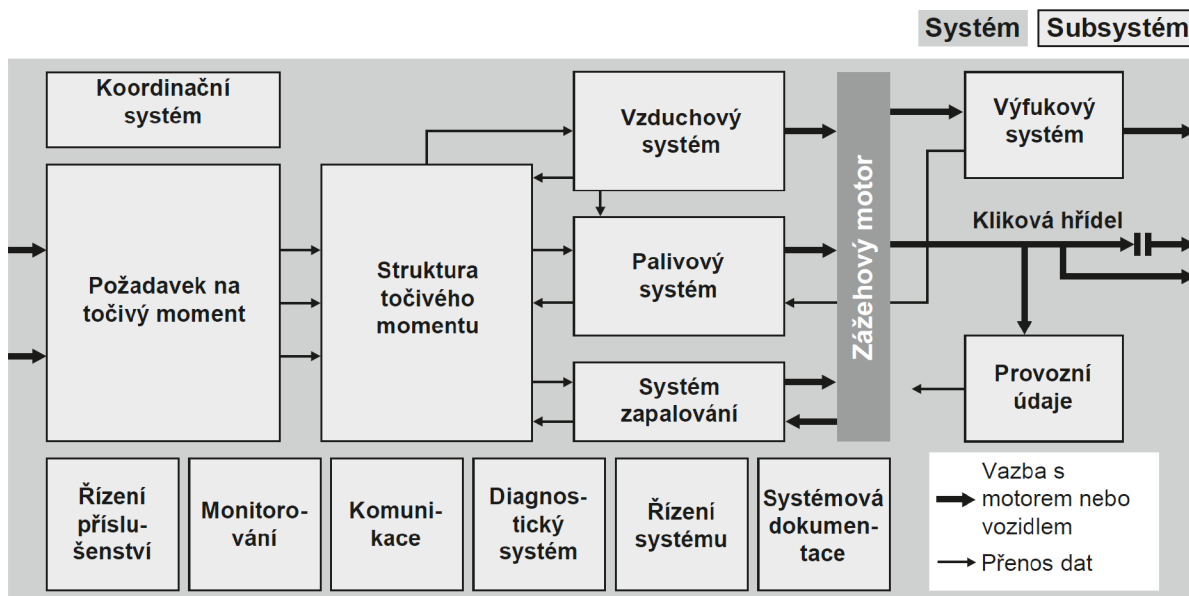 Systém
Subsystém
Koordinační
systém
Vzduchový
systém
Výfukový
systém
Požadavek na
točivý moment
Struktura
točivého
momentu
Palivový
systém
Zážehový motor
Kliková hřídel
Systém
zapalování
Provozní
údaje
Řízení
příslu-
šenství
Monitoro-
vání
Komuni-
kace
Diagnos-
tický
systém
Řízení
systému
Systémová
dokumen-
tace
Vazba s
motorem nebo
vozidlem
Přenos dat